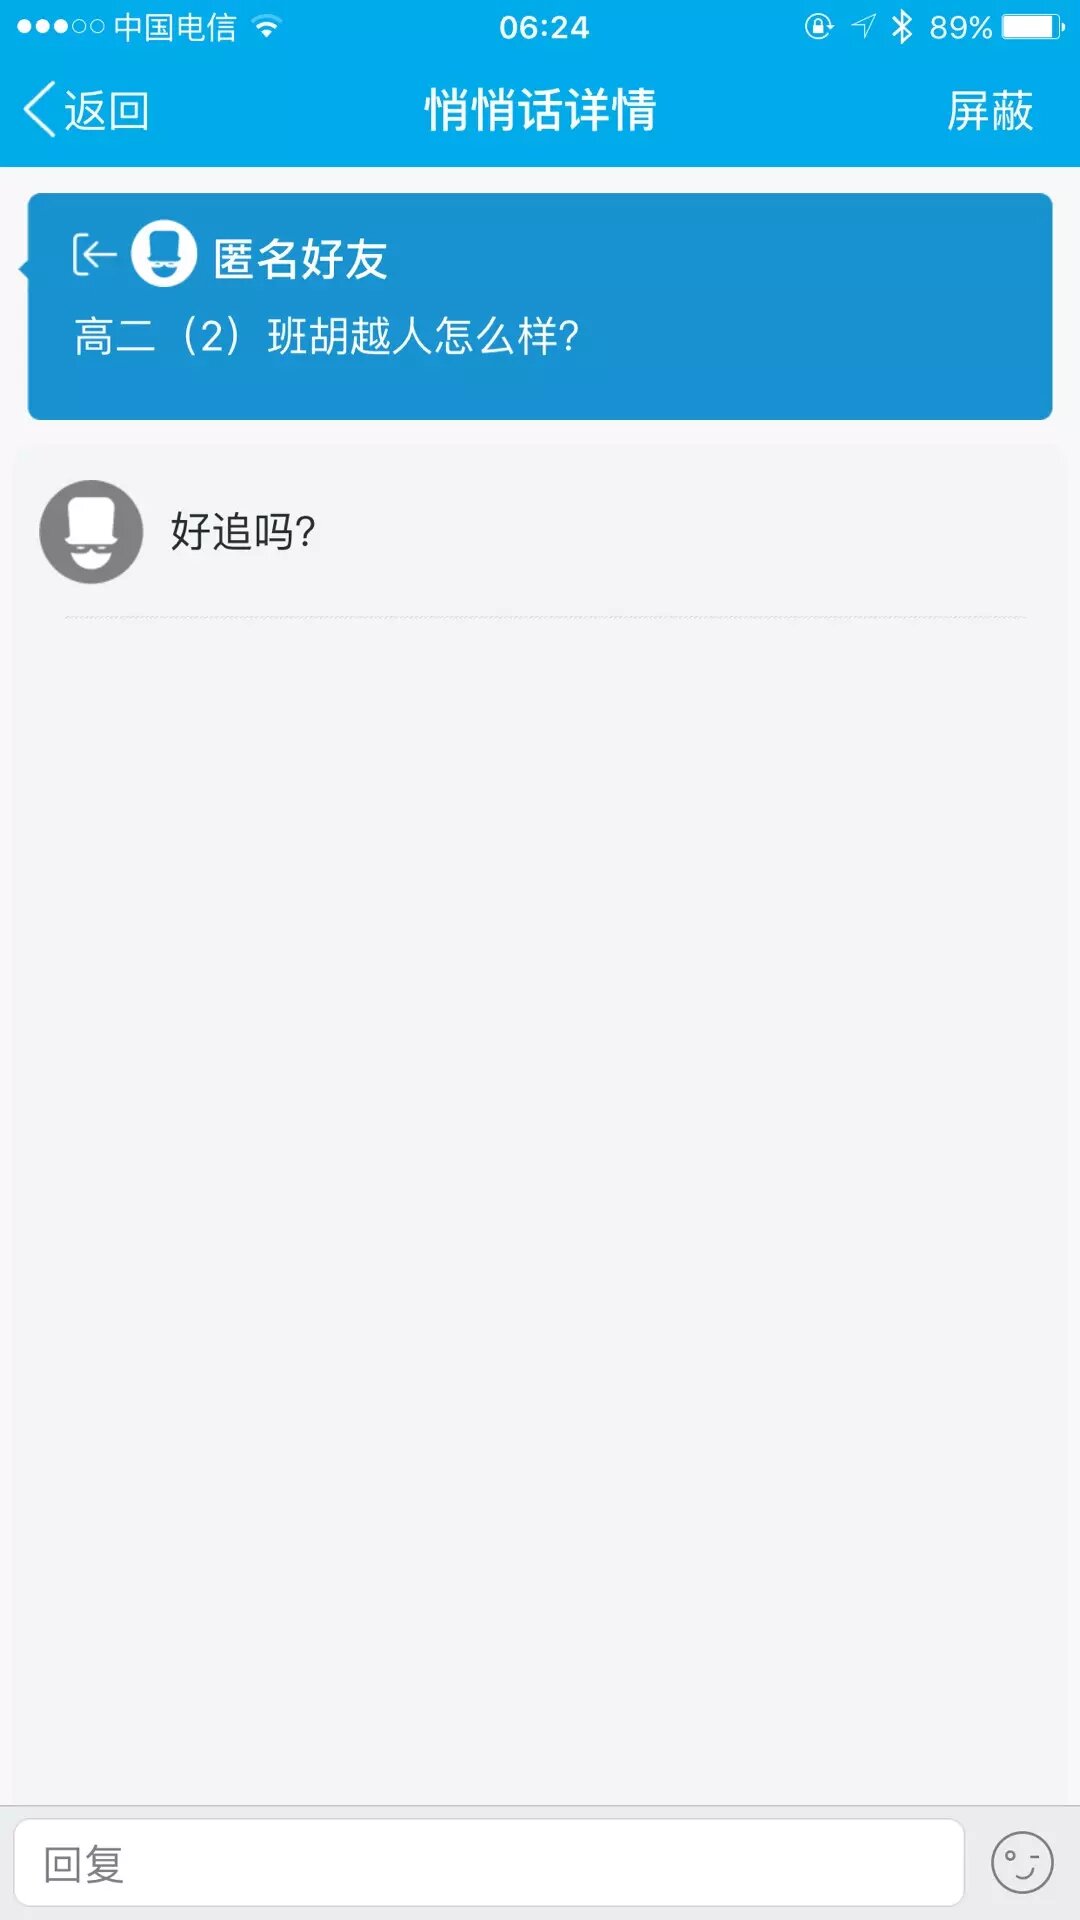 中国电信 06:24 89%
返回 悄悄话详情 屏蔽
匿名好友
高二（2）班胡越人怎么样？
好追吗？
回复